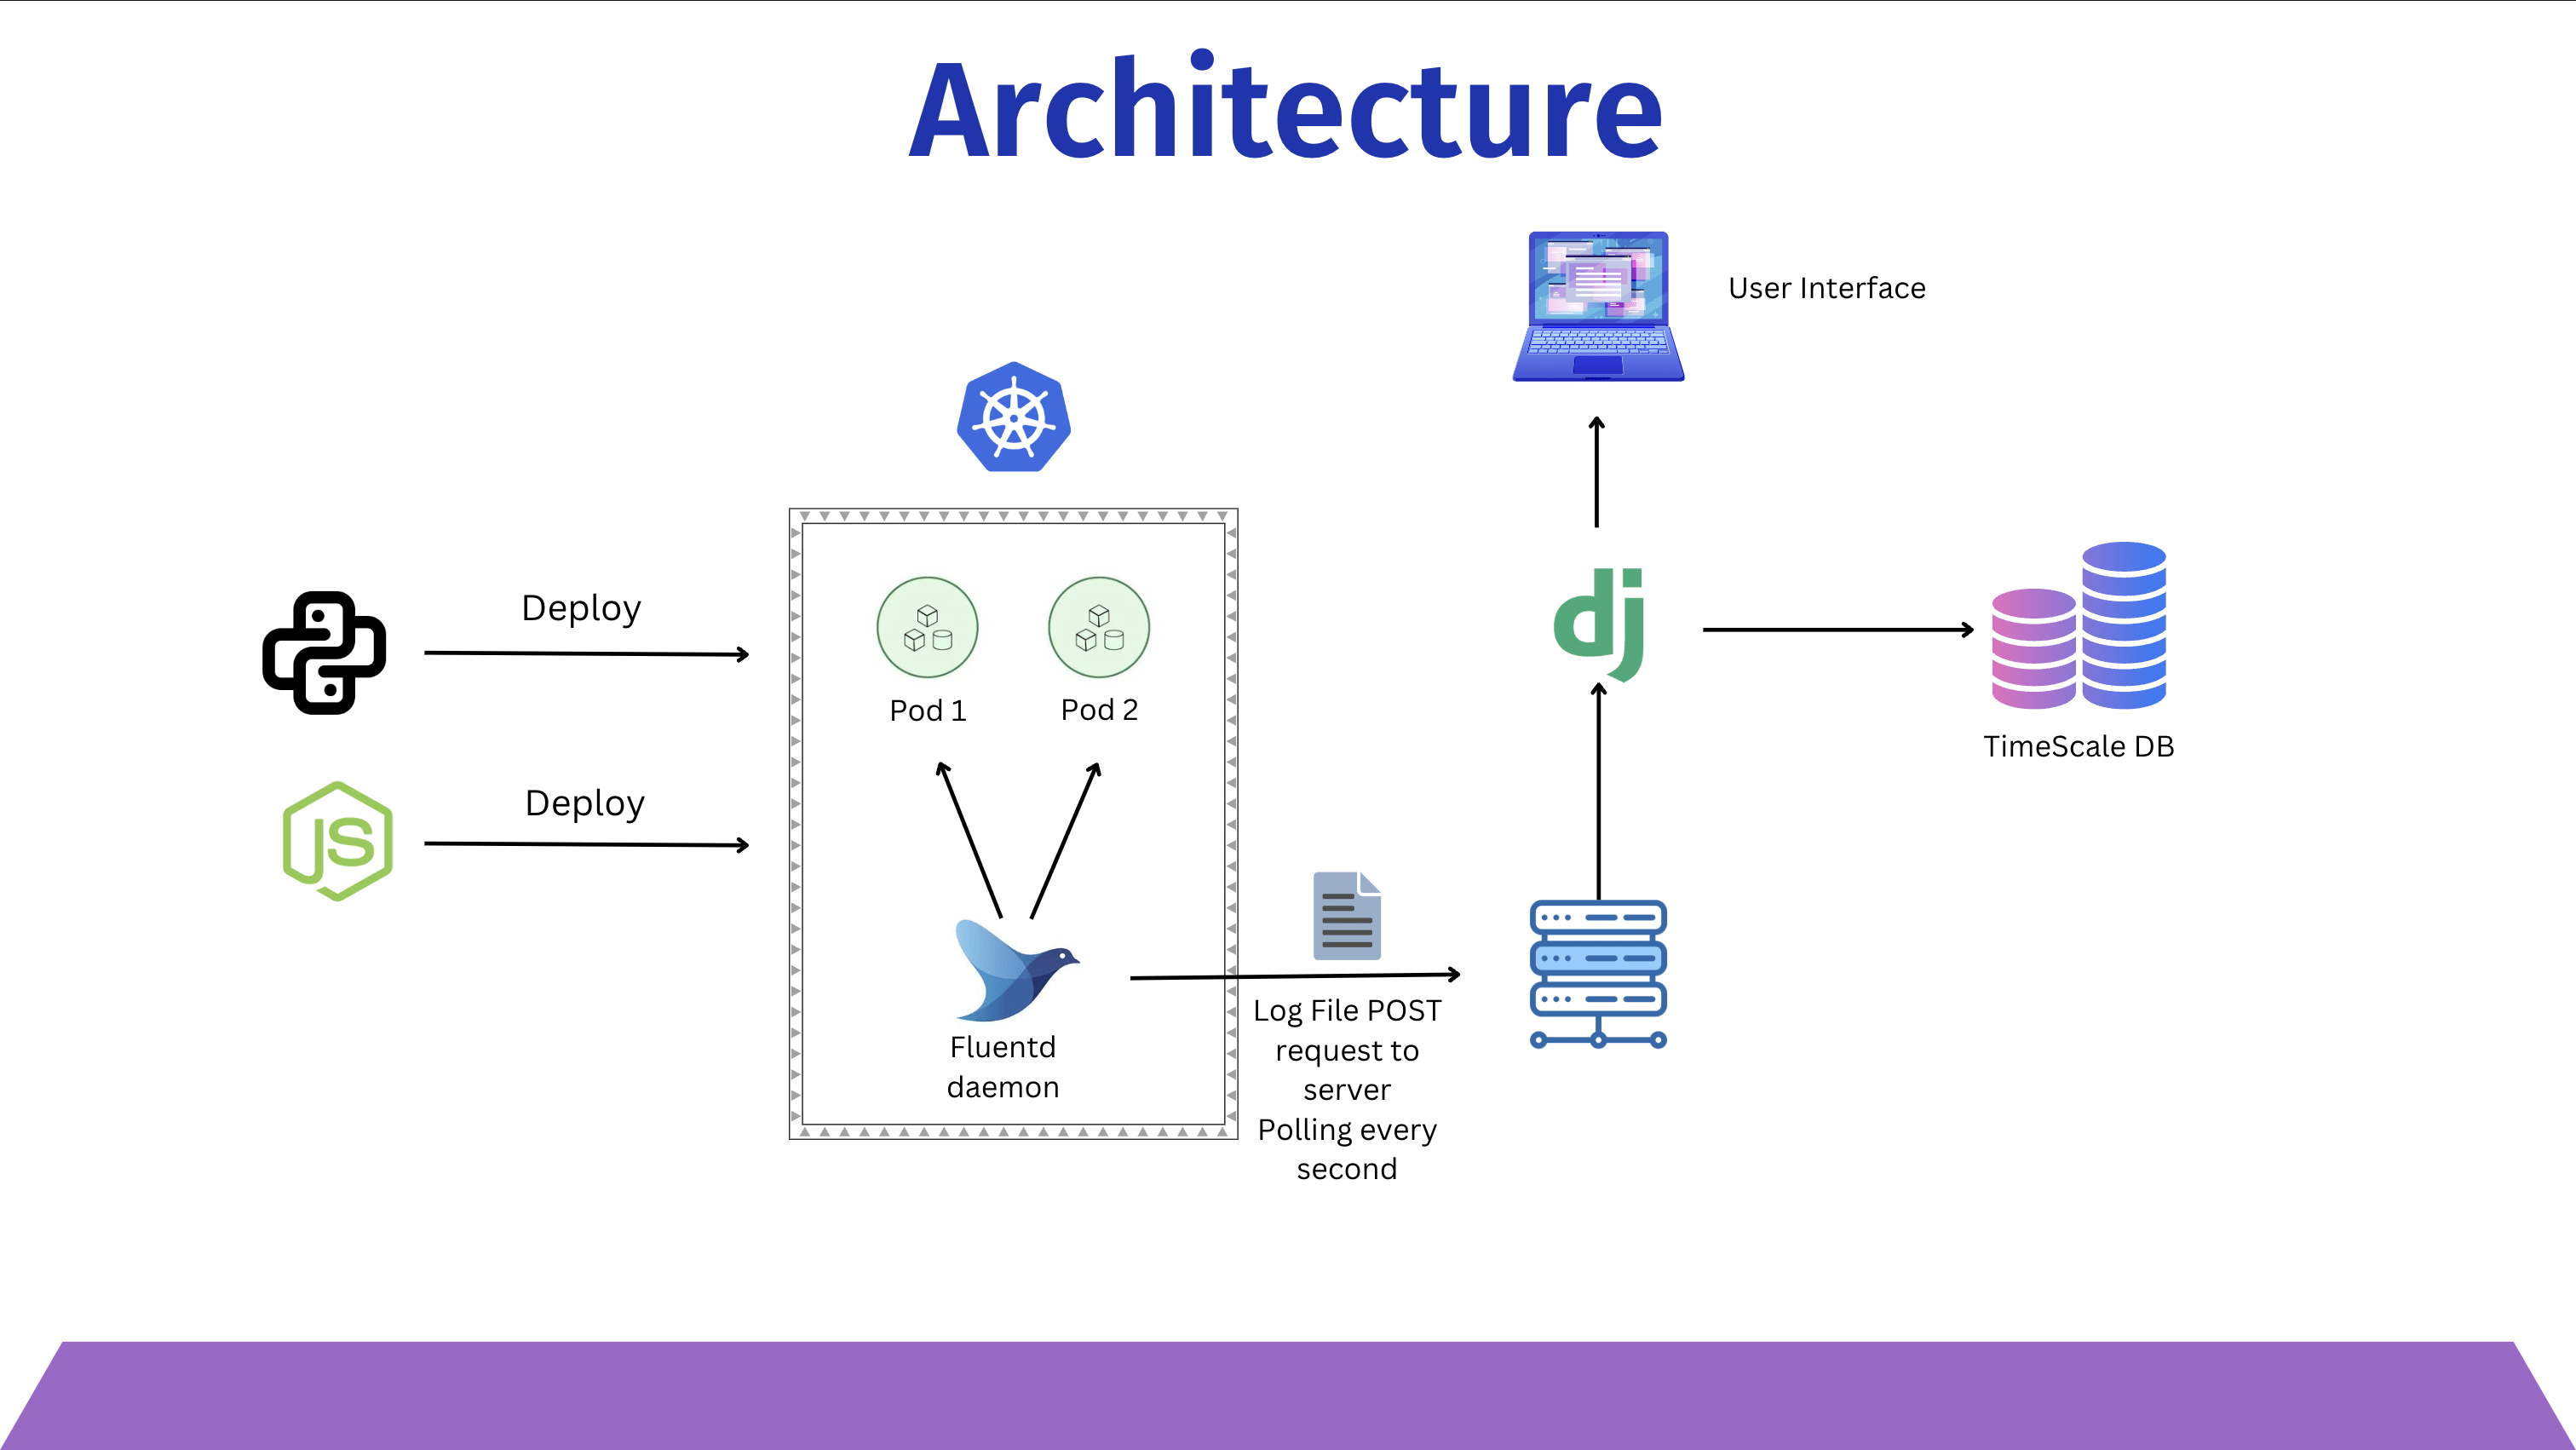 Architecture
User Interface
Deploy
Pod 1
Pod 2
dj
TimeScale DB
Deploy
JS
Log File POST
request to
server
Polling every
second
Fluentd
daemon